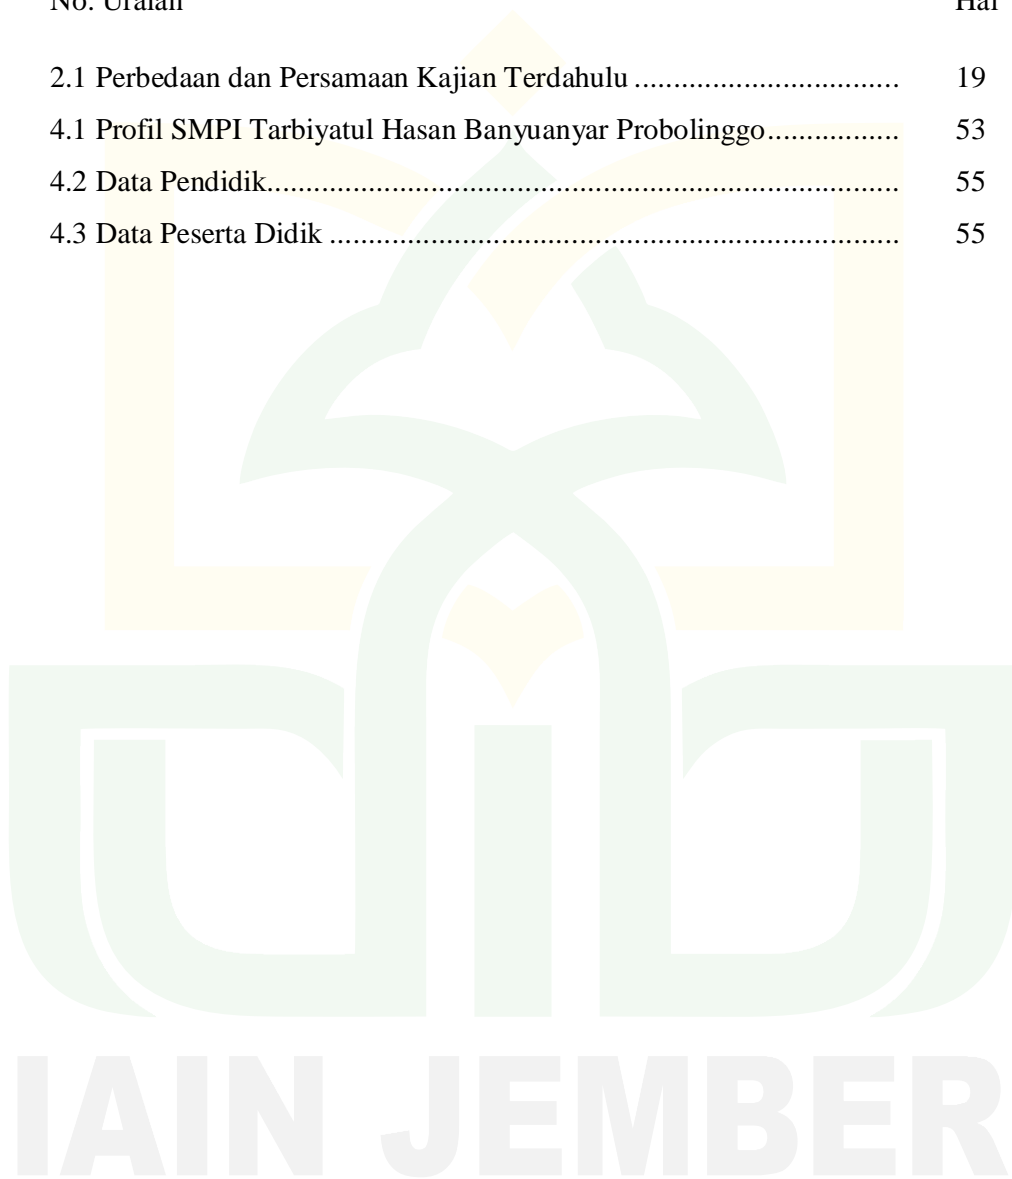 No. Uraian Hal
2.1 Perbedaan dan Persamaan Kajian Terdahulu .................................. 19
4.1 Profil SMPI Tarbiyatul Hasan Banyuanyar Probolinggo................. 53
4.2 Data Pendidik................................................................................ 55
4.3 Data Peserta Didik ......................................................................... 55
IAIN JEMBER